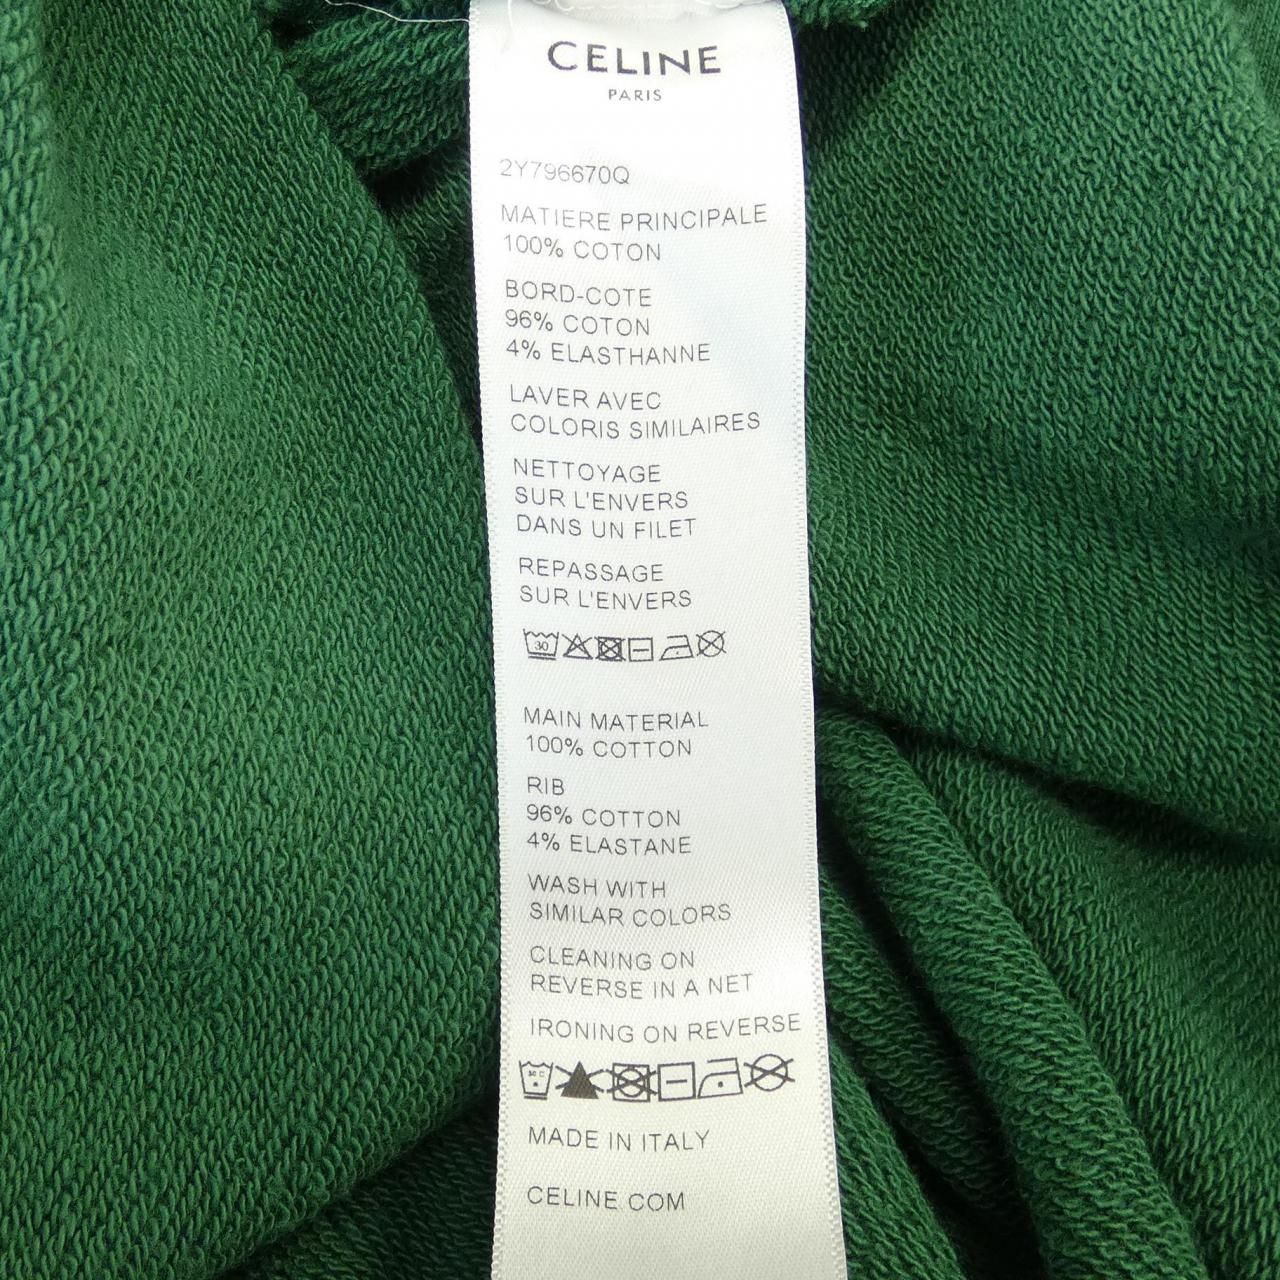 CELINE
PARIS
2Y796670Q
MATIERE PRINCIPALE
100% COTON
BORD-COTE
96% COTON
4% ELASTHANNE
LAVER AVEC
COLORIS SIMILAIRES
NETTOYAGE
SUR L'ENVERS
DANS UN FILET
REPASSAGE
SUR L'ENVERS
30
MAIN MATERIAL
100% COTTON
RIB
96% COTTON
4% ELASTANE
WASH WITH
SIMILAR COLORS
CLEANING ON
REVERSE IN A NET
IRONING ON REVERSE
30 C
MADE IN ITALY
CELINE.COM